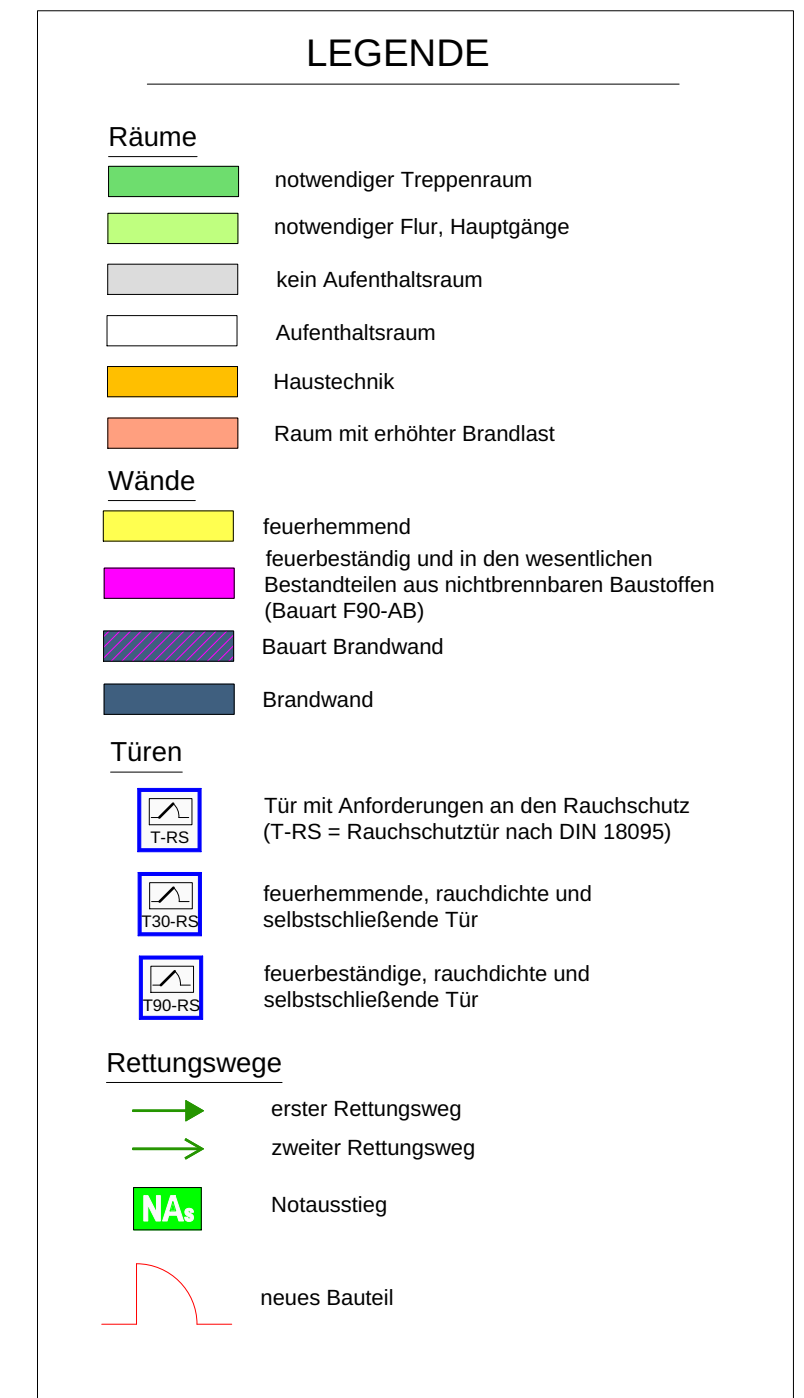 LEGENDE
Räume
notwendiger Treppenraum
notwendiger Flur, Hauptgänge
kein Aufenthaltsraum
Aufenthaltsraum
Haustechnik
Raum mit erhöhter Brandlast
Wände
feuerhemmend
feuerbeständig und in den wesentlichen
Bestandteilen aus nichtbrennbaren Baustoffen
(Bauart F90-AB)
Bauart Brandwand
Brandwand
Türen
T-RS
Tür mit Anforderungen an den Rauchschutz
(T-RS = Rauchschutztür nach DIN 18095)
T30-RS
feuerhemmende, rauchdichte und
selbstschließende Tür
T90-RS
feuerbeständige, rauchdichte und
selbstschließende Tür
Rettungswege
erster Rettungsweg
zweiter Rettungsweg
NAs Notausstieg
neues Bauteil